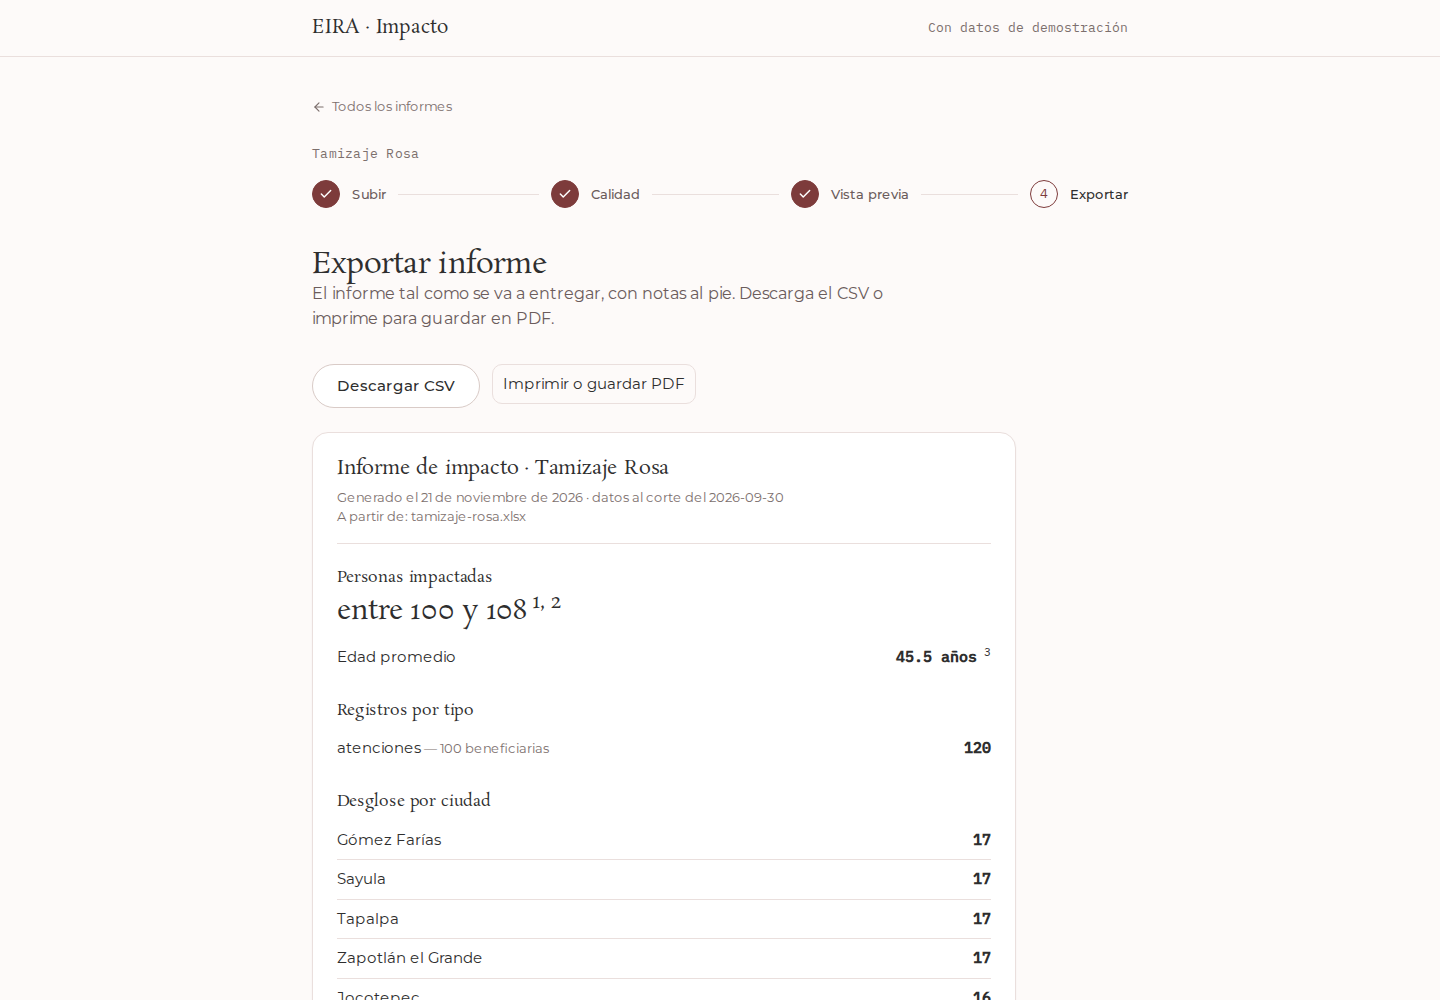 EIRA · Impacto
Con datos de demostración
← Todos los informes
Tamizaje Rosa
Subir
Calidad
Vista previa
4 Exportar
Exportar informe
El informe tal como se va a entregar, con notas al pie. Descarga el CSV o
imprime para guardar en PDF.
Descargar CSV
Imprimir o guardar PDF
Informe de impacto · Tamizaje Rosa
Generado el 21 de noviembre de 2026 · datos al corte del 2026-09-30
A partir de: tamizaje-rosa.xlsx
Personas impactadas
entre 100 y 108 1, 2
Edad promedio 45.5 años 3
Registros por tipo
atenciones — 100 beneficiarias 120
Desglose por ciudad
Gómez Farías 17
Sayula 17
Tapalpa 17
Zapotlán el Grande 17
Jocotepec 16